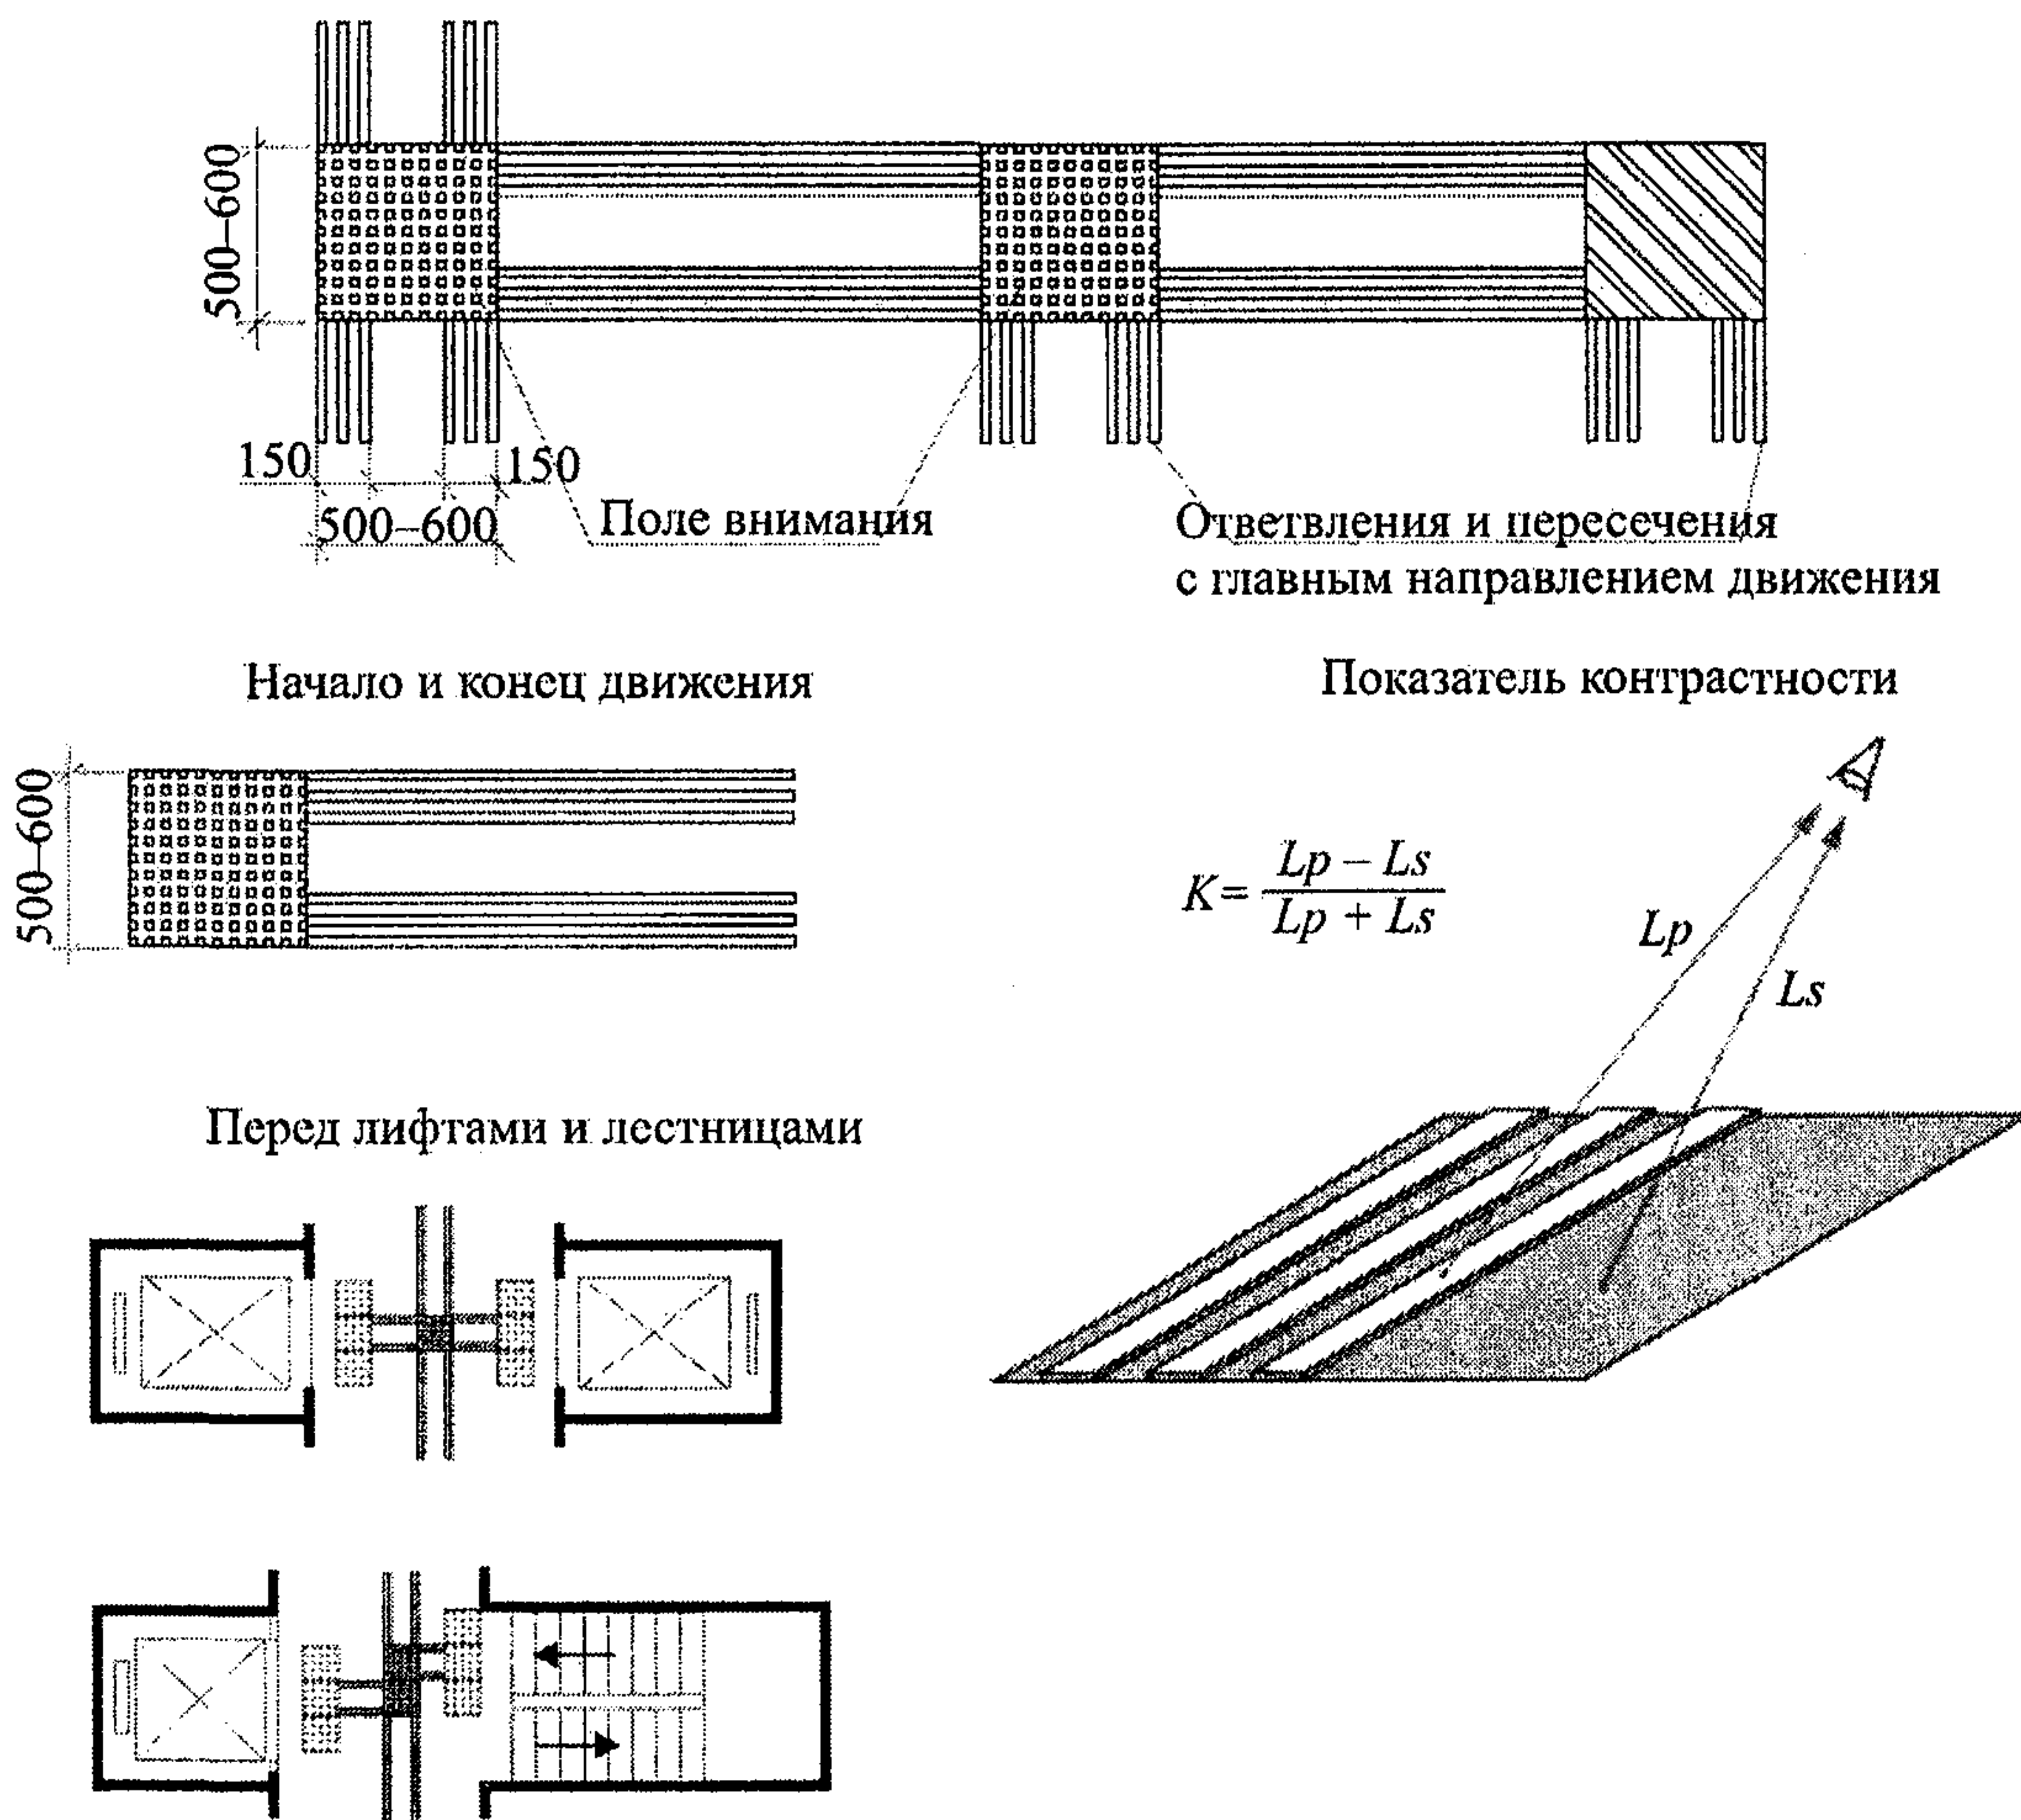 500–600
150
150
500–600
Поле внимания
Ответвления и пересечения
с главным направлением движения
Начало и конец движения
Показатель контрастности
500–600
K = Lp – Ls / Lp + Ls
Lp
Ls
Перед лифтами и лестницами